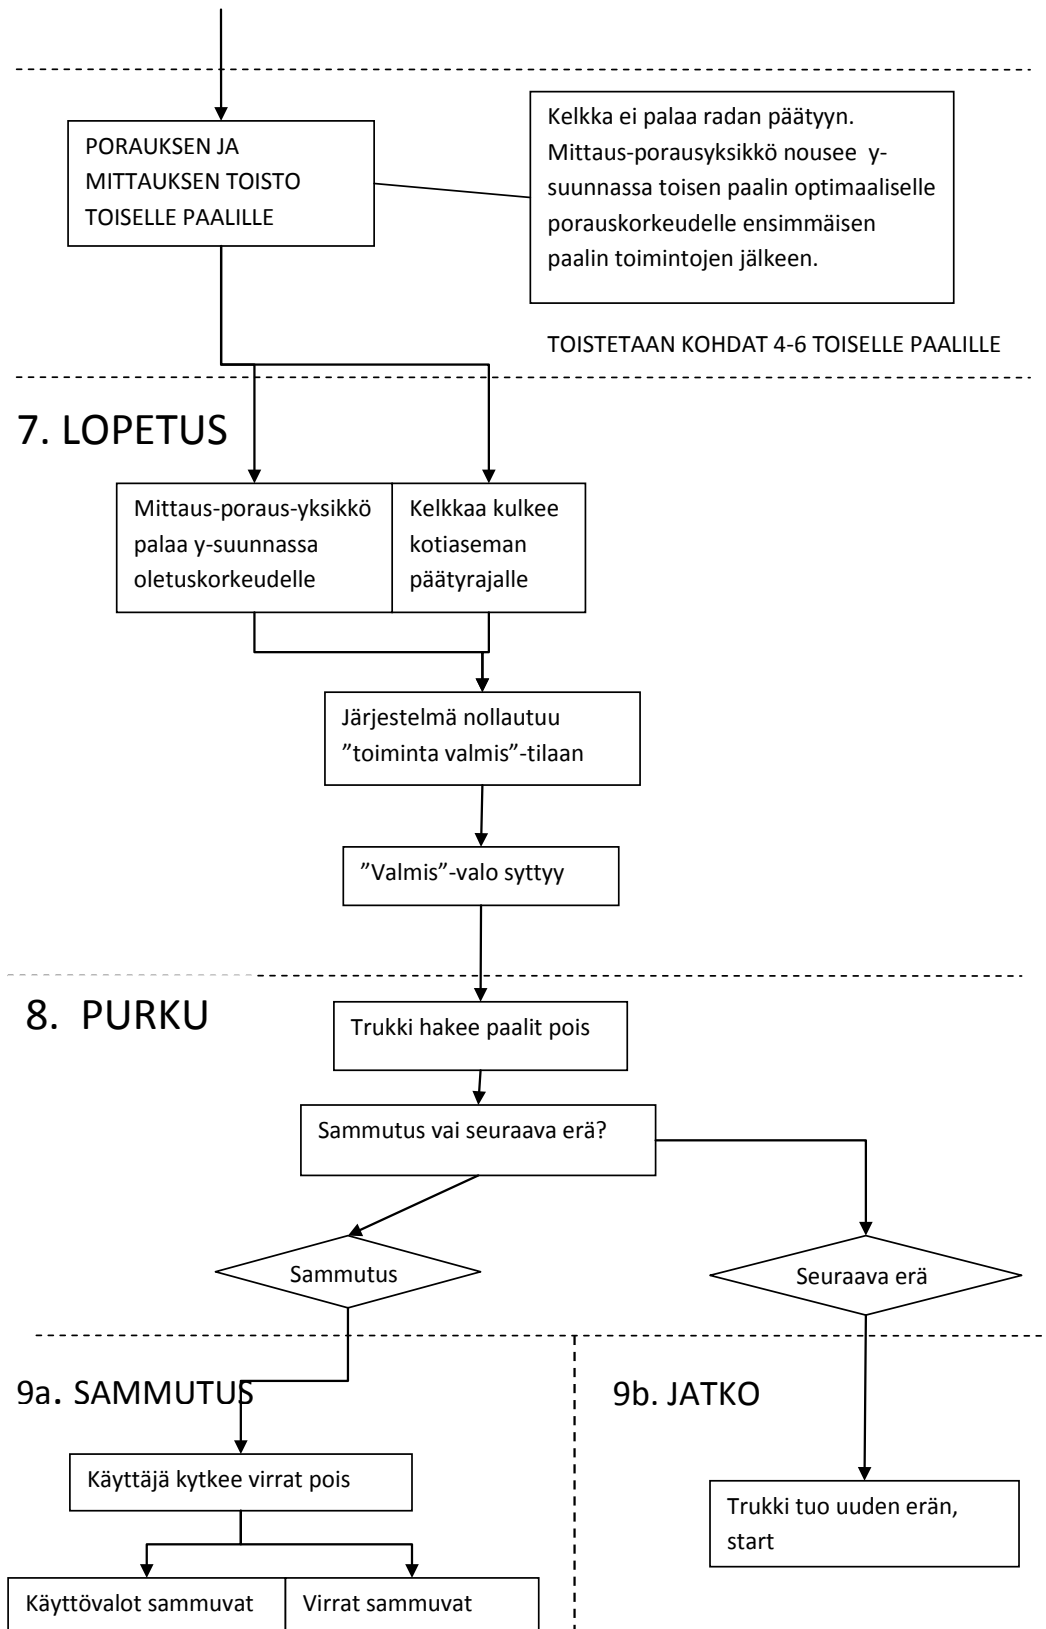 PORAUKSEN JA
MITTAUKSEN TOISTO
TOISELLE PAALILLE
Kelkka ei palaa radan päätyyn.
Mittaus-porausyksikkö nousee y-
suunnassa toisen paalin optimaaliselle
porauskorkeudelle ensimmäisen
paalin toimintojen jälkeen.
TOISTETAAN KOHDAT 4-6 TOISELLE PAALILLE
7. LOPETUS
Mittaus-poraus-yksikkö
palaa y-suunnassa
oletuskorkeudelle
Kelkkaa kulkee
kotiaseman
päätyrajalle
Järjestelmä nollautuu
”toiminta valmis”-tilaan
”Valmis”-valo syttyy
8. PURKU
Trukki hakee paalit pois
Sammutus vai seuraava erä?
Sammutus
Seuraava erä
9a. SAMMUTUS
9b. JATKO
Käyttäjä kytkee virrat pois
Trukki tuo uuden erän,
start
Käyttövalot sammuvat
Virrat sammuvat